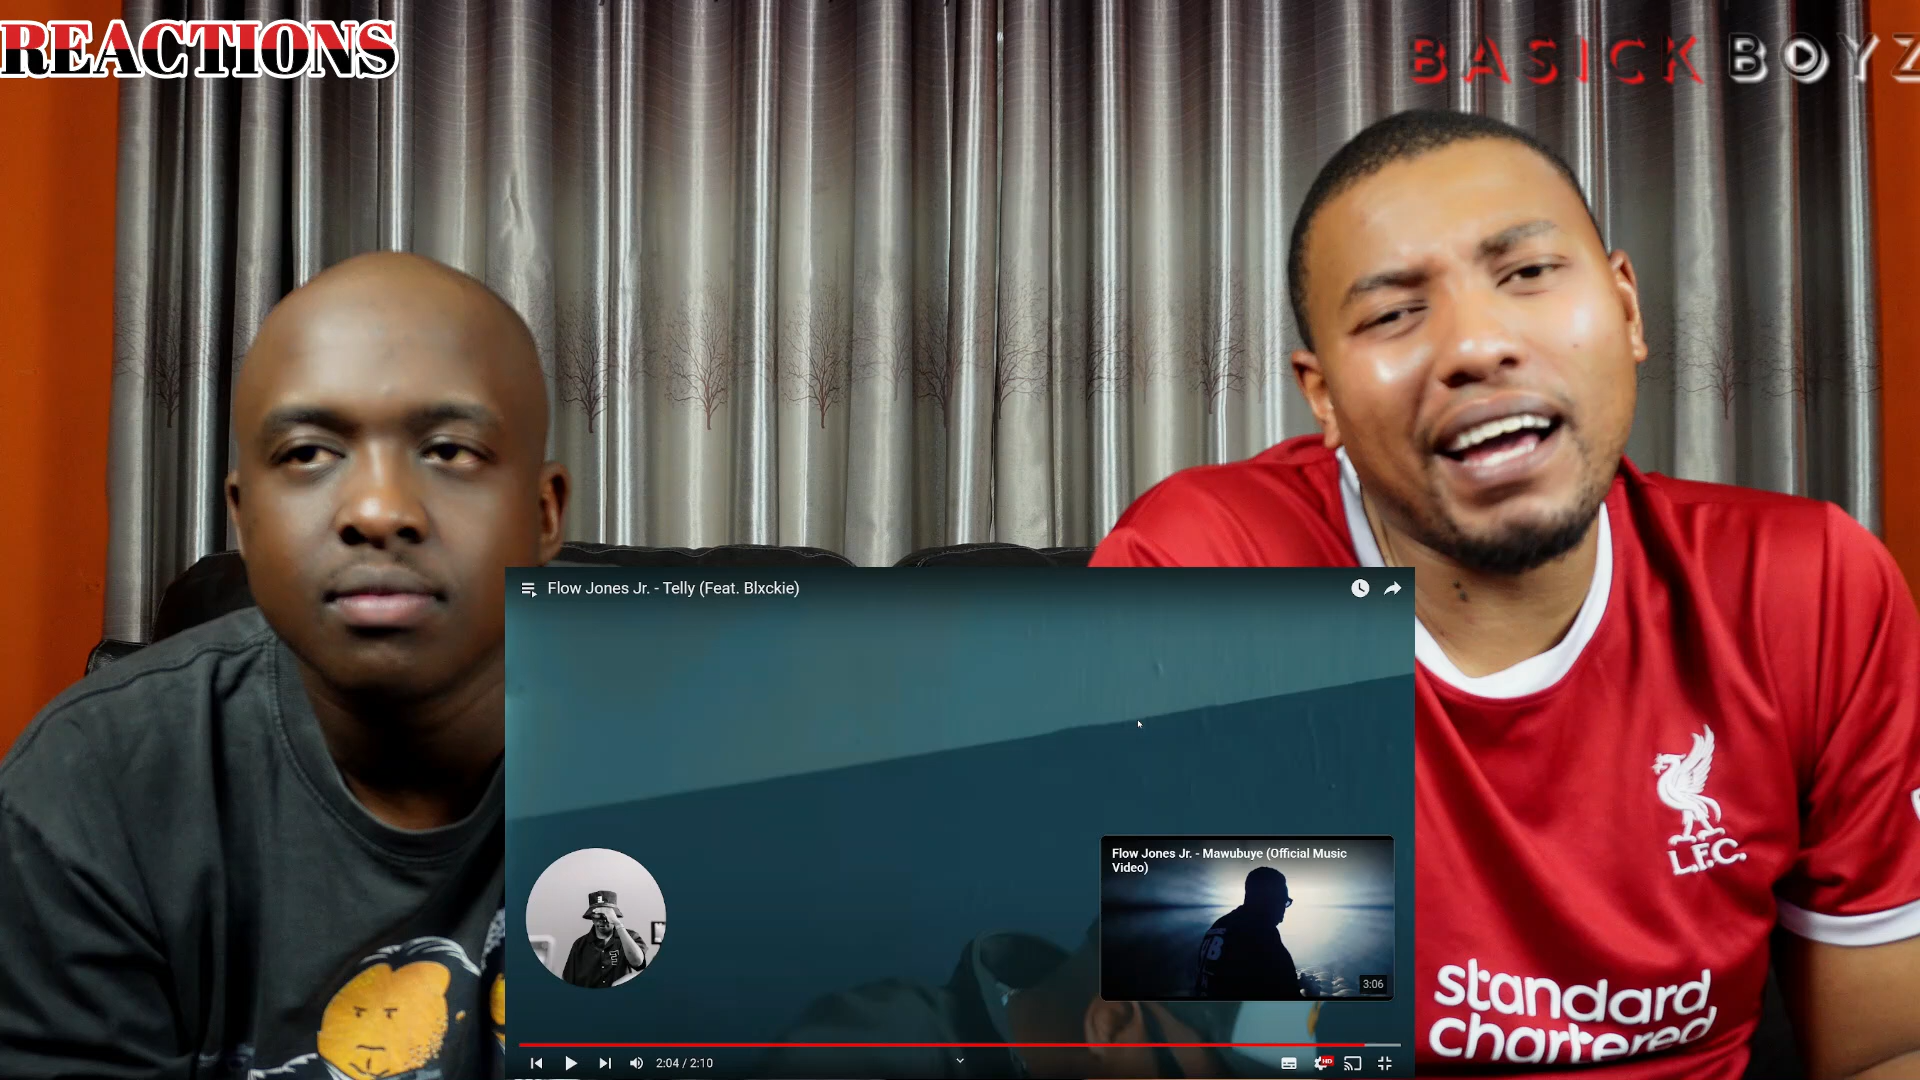 REACTIONS
BASICK BOYZ
Flow Jones Jr. - Telly (Feat. Blxckie)
Flow Jones Jr. - Mawubuye (Official Music
Video)
3:06
2:04 / 2:10
HD
L.F.C.
standard
chartered